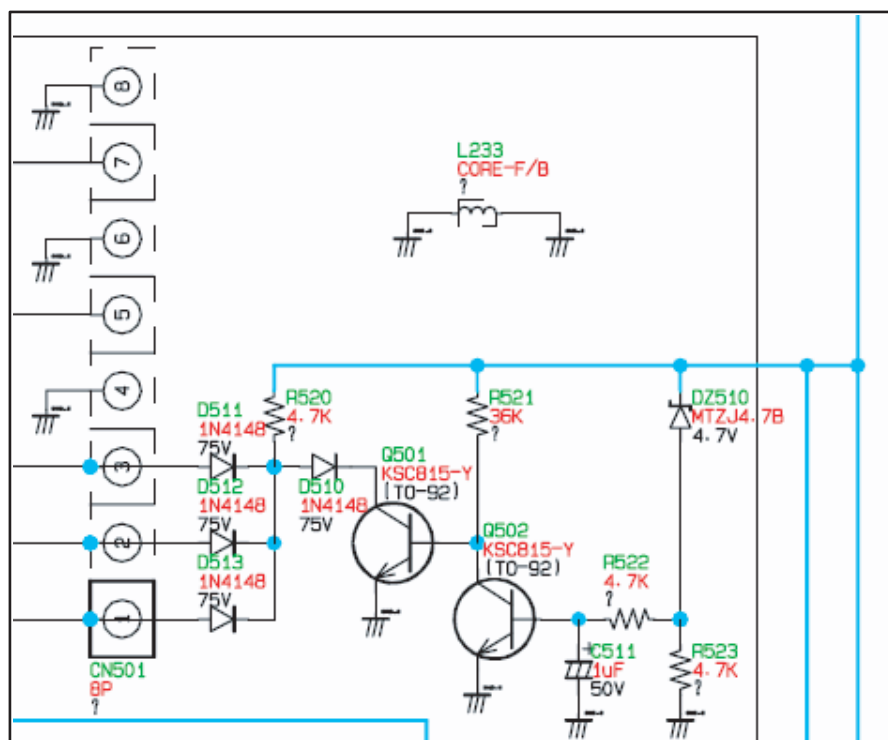 8
7
6
5
4
3
2
1
CN501
8P
?
L233
CORE-F/B
?
D511
1N4148
75V
D512
1N4148
75V
D513
1N4148
75V
R520
4.7K
?
D510
1N4148
75V
Q501
KSC815-Y
(TO-92)
R521
36K
?
Q502
KSC815-Y
(TO-92)
DZ510
MTZJ4.7B
4.7V
R522
4.7K
?
C511
+
1uF
50V
R523
4.7K
?